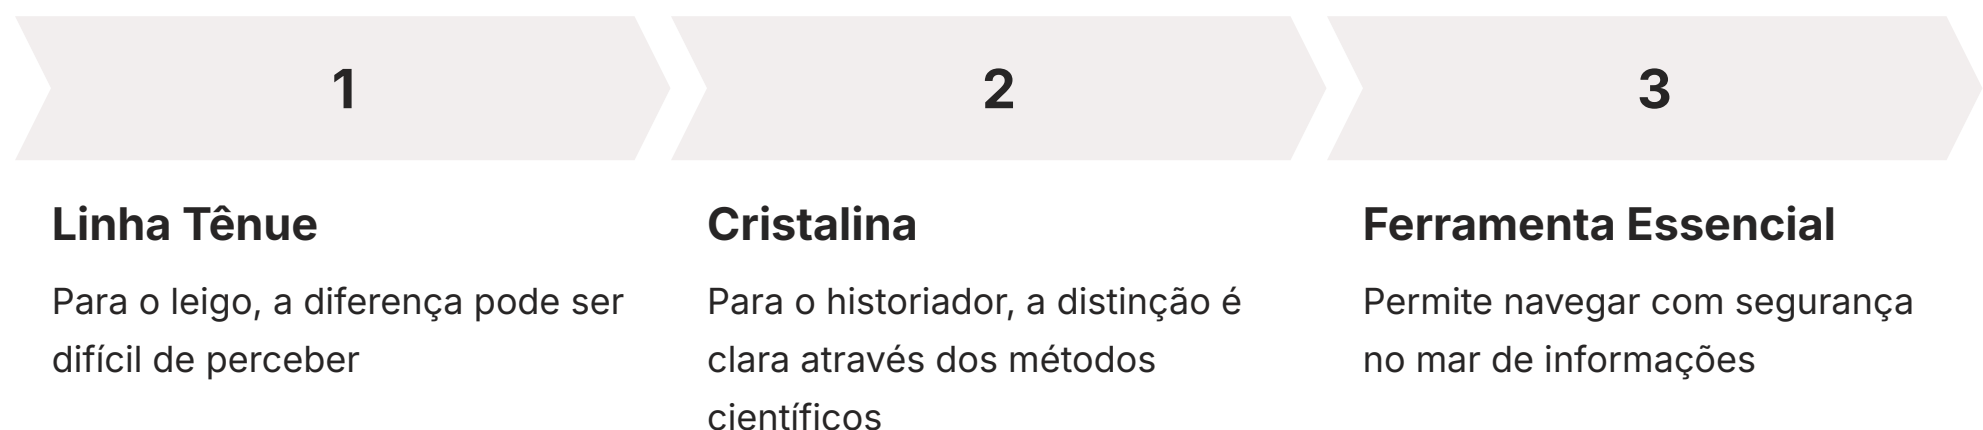 1
Linha Tênue
Para o leigo, a diferença pode ser
difícil de perceber
2
Cristalina
Para o historiador, a distinção é
clara através dos métodos
científicos
3
Ferramenta Essencial
Permite navegar com segurança
no mar de informações